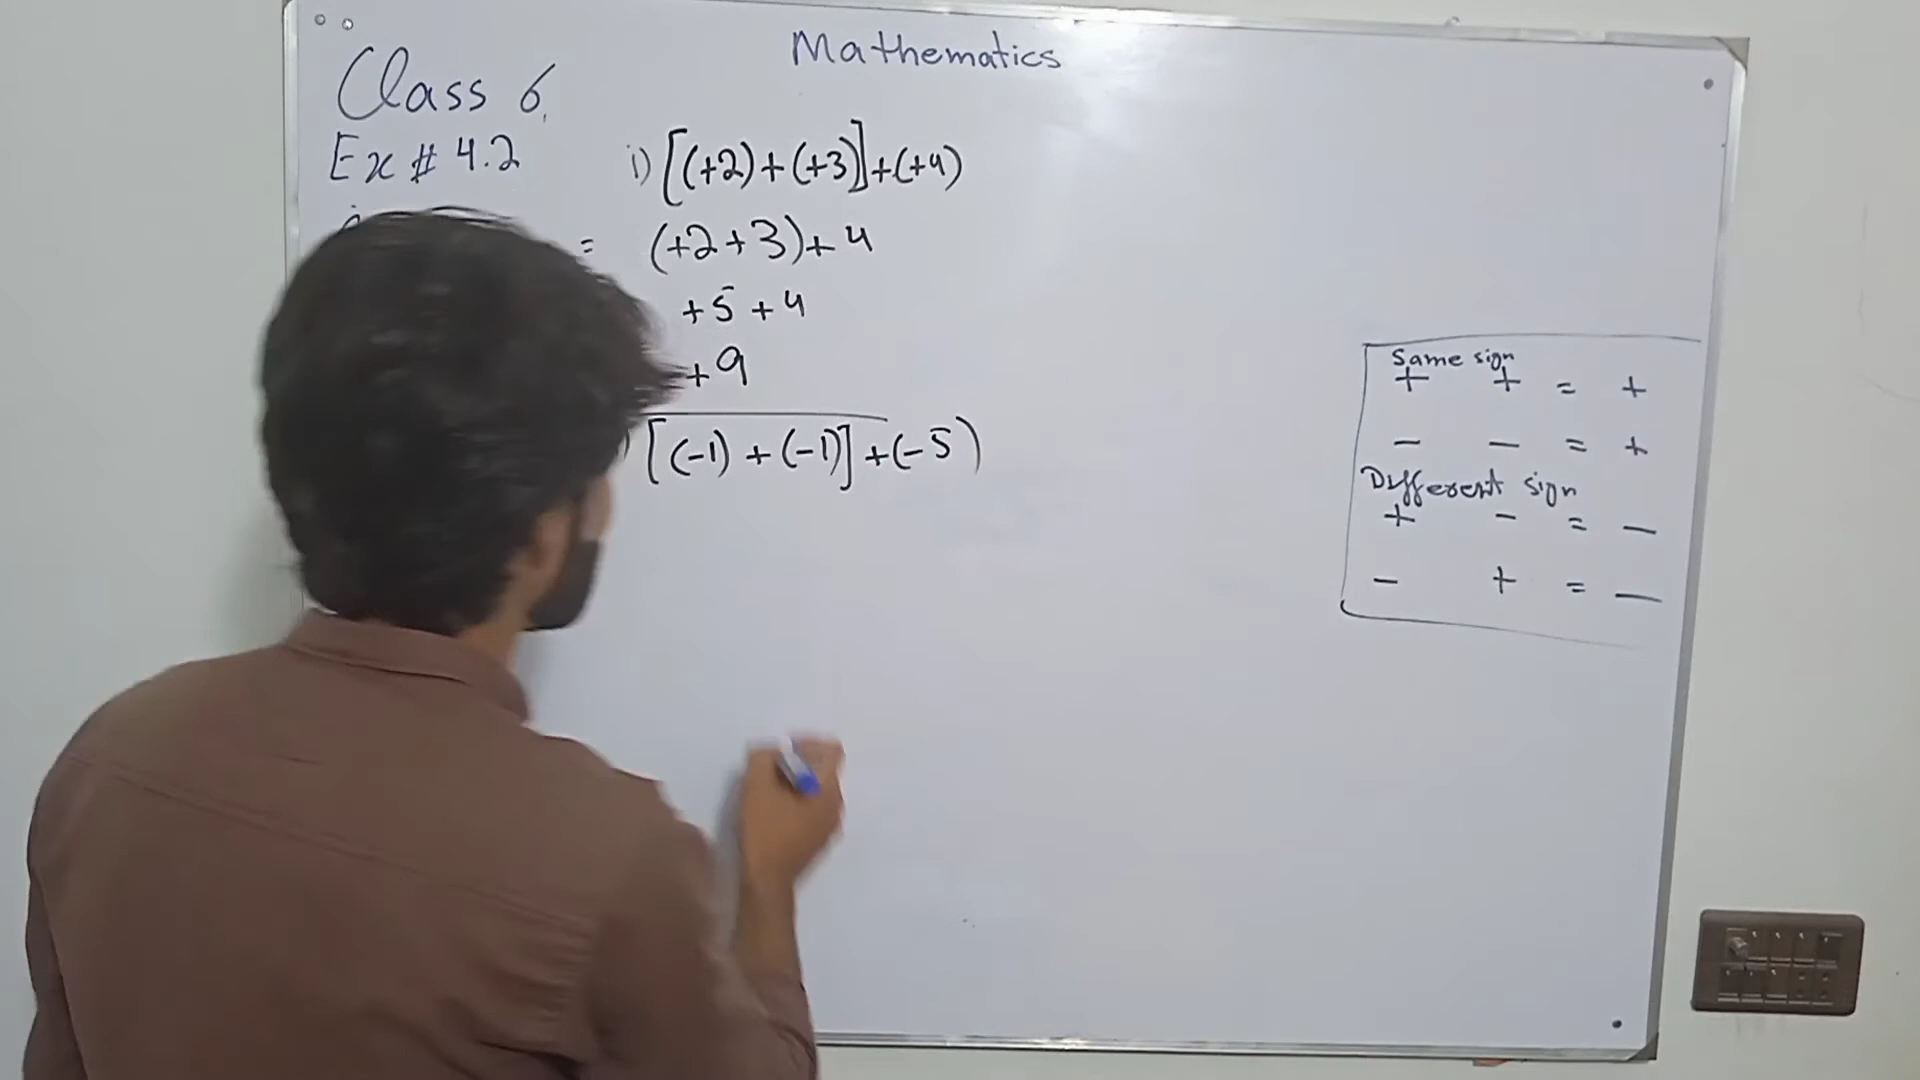 Mathematics
Class 6
Ex # 4.2
i) [(+2)+(+3)]+(+4)
= (+2+3)+4
+5+4
+9
) [(-1)+(-1)]+(-5)
Same sign
+ + = +
- - = +
Different sign
+ - = -
- + = -